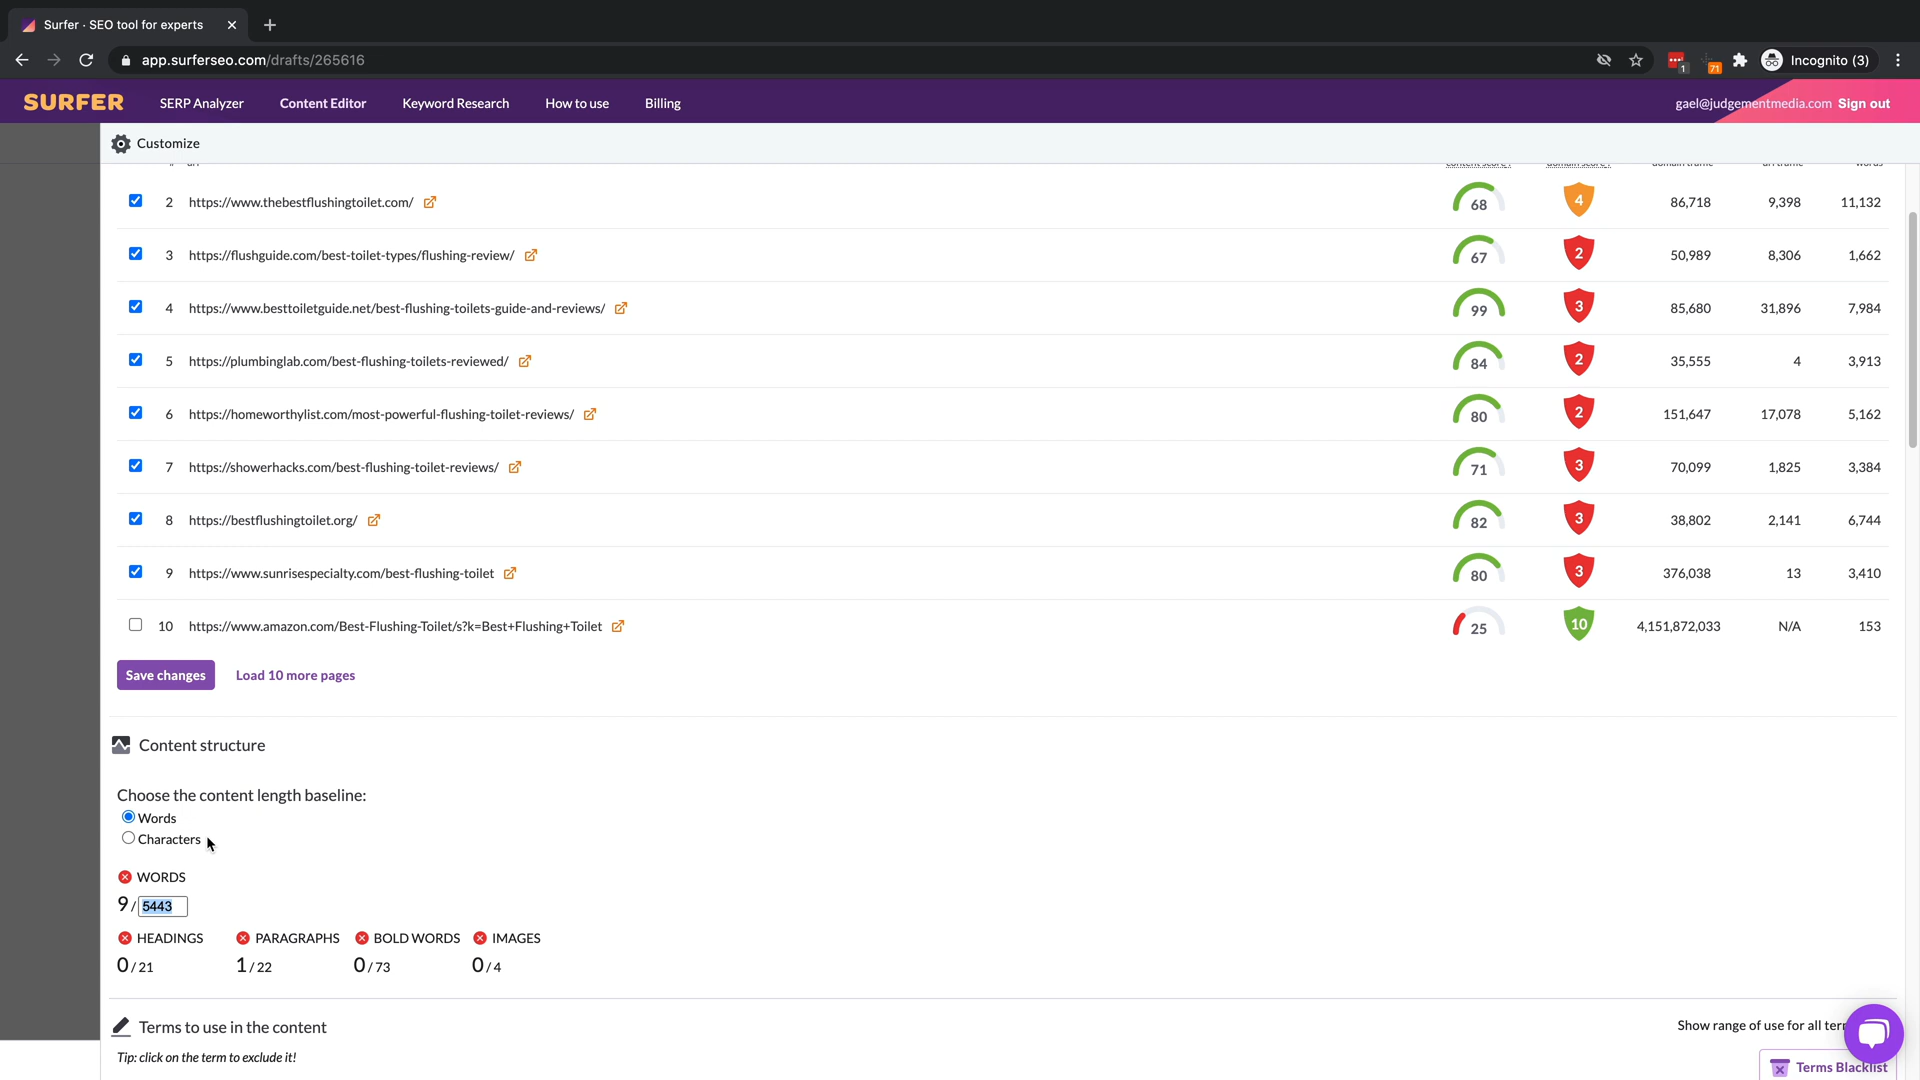 Surfer · SEO tool for experts
app.surferseo.com/drafts/265616
1
71
Incognito (3)
SURFER
SERP Analyzer
Content Editor
Keyword Research
How to use
Billing
gael@judgementmedia.com Sign out
Customize
2 https://www.thebestflushingtoilet.com/ 68 4 86,718 9,398 11,132
3 https://flushguide.com/best-toilet-types/flushing-review/ 67 2 50,989 8,306 1,662
4 https://www.besttoiletguide.net/best-flushing-toilets-guide-and-reviews/ 99 3 85,680 31,896 7,984
5 https://plumbinglab.com/best-flushing-toilets-reviewed/ 84 2 35,555 4 3,913
6 https://homeworthylist.com/most-powerful-flushing-toilet-reviews/ 80 2 151,647 17,078 5,162
7 https://showerhacks.com/best-flushing-toilet-reviews/ 71 3 70,099 1,825 3,384
8 https://bestflushingtoilet.org/ 82 3 38,802 2,141 6,744
9 https://www.sunrisespecialty.com/best-flushing-toilet 80 3 376,038 13 3,410
10 https://www.amazon.com/Best-Flushing-Toilet/s?k=Best+Flushing+Toilet 25 10 4,151,872,033 N/A 153
Save changes
Load 10 more pages
Content structure
Choose the content length baseline:
Words
Characters
WORDS
9 / 5443
HEADINGS PARAGRAPHS BOLD WORDS IMAGES
0 / 21 1 / 22 0 / 73 0 / 4
Terms to use in the content
Show range of use for all
Tip: click on the term to exclude it!
Terms Blacklist